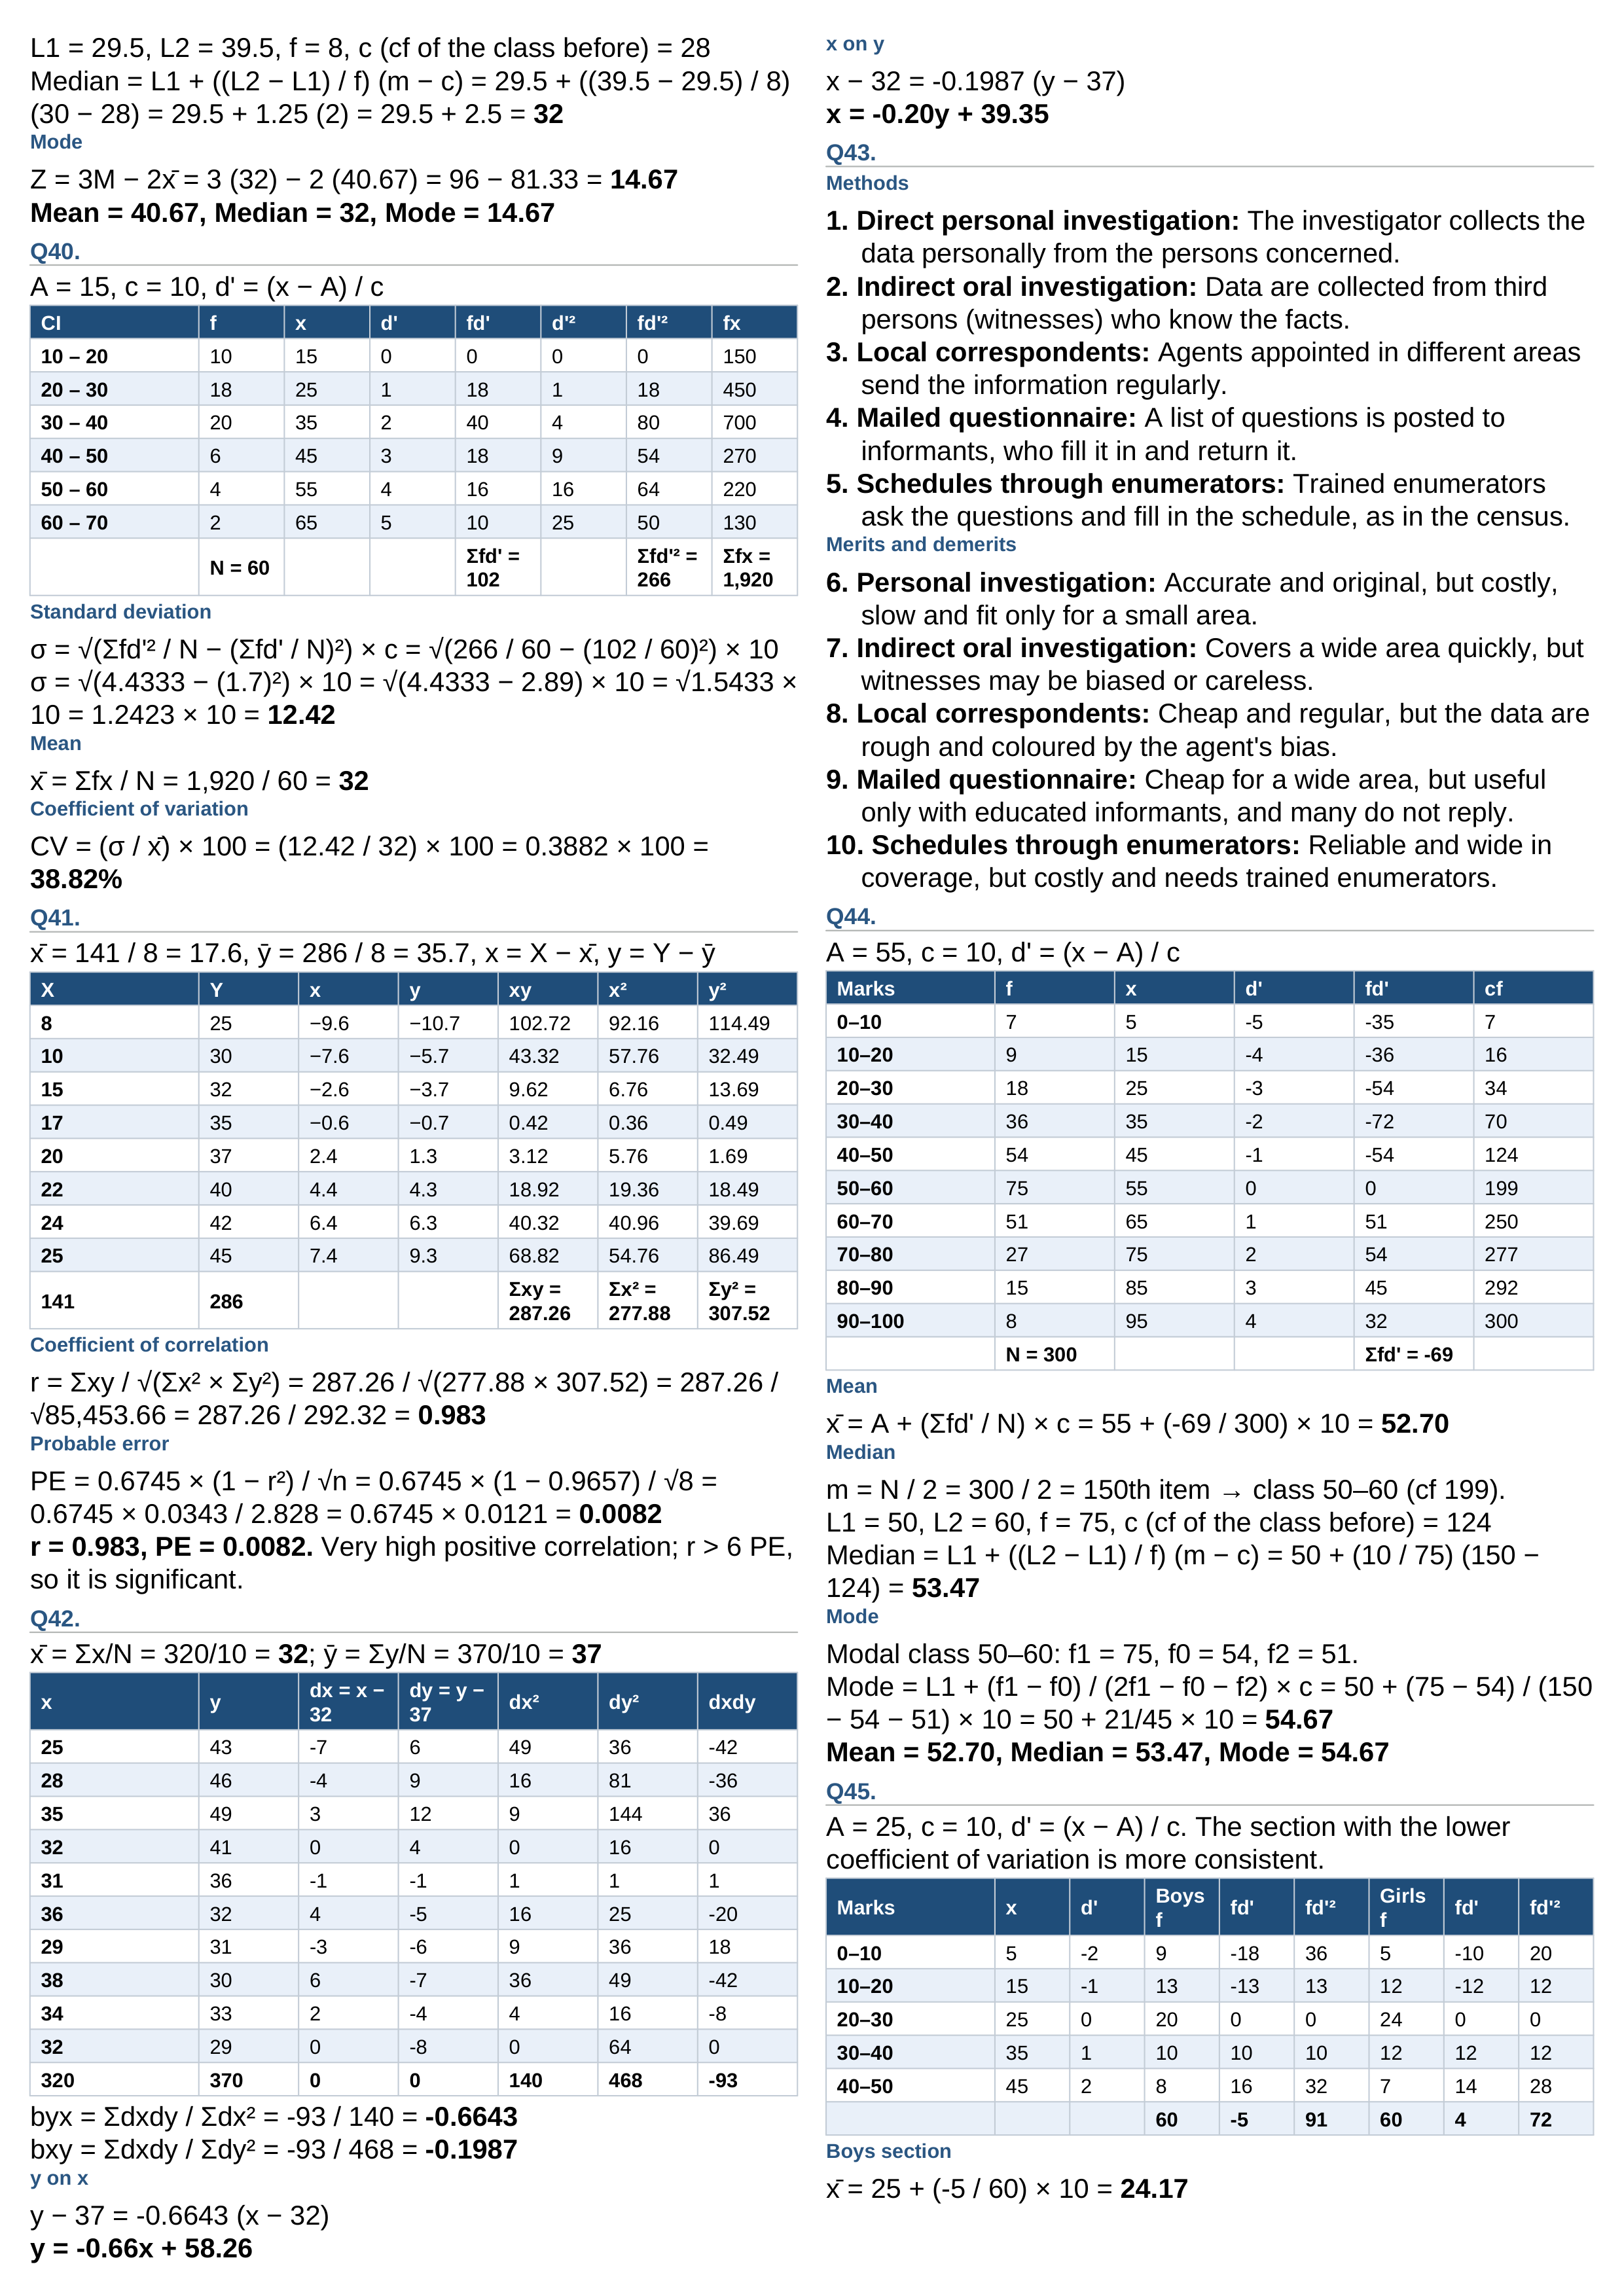 L1 = 29.5, L2 = 39.5, f = 8, c (cf of the class before) = 28
Median = L1 + ((L2 − L1) / f) (m − c) = 29.5 + ((39.5 − 29.5) / 8)
(30 − 28) = 29.5 + 1.25 (2) = 29.5 + 2.5 = 32
Mode
Z = 3M − 2x̄ = 3 (32) − 2 (40.67) = 96 − 81.33 = 14.67
Mean = 40.67, Median = 32, Mode = 14.67
Q40.
A = 15, c = 10, d' = (x − A) / c
CI f x d' fd' d'² fd'² fx
10 – 20 10 15 0 0 0 0 150
20 – 30 18 25 1 18 1 18 450
30 – 40 20 35 2 40 4 80 700
40 – 50 6 45 3 18 9 54 270
50 – 60 4 55 4 16 16 64 220
60 – 70 2 65 5 10 25 50 130
N = 60 Σfd' = 102 Σfd'² = 266 Σfx = 1,920
Standard deviation
σ = √(Σfd'² / N − (Σfd' / N)²) × c = √(266 / 60 − (102 / 60)²) × 10
σ = √(4.4333 − (1.7)²) × 10 = √(4.4333 − 2.89) × 10 = √1.5433 ×
10 = 1.2423 × 10 = 12.42
Mean
x̄ = Σfx / N = 1,920 / 60 = 32
Coefficient of variation
CV = (σ / x̄) × 100 = (12.42 / 32) × 100 = 0.3882 × 100 =
38.82%
Q41.
x̄ = 141 / 8 = 17.6, ȳ = 286 / 8 = 35.7, x = X − x̄, y = Y − ȳ
X Y x y xy x² y²
8 25 −9.6 −10.7 102.72 92.16 114.49
10 30 −7.6 −5.7 43.32 57.76 32.49
15 32 −2.6 −3.7 9.62 6.76 13.69
17 35 −0.6 −0.7 0.42 0.36 0.49
20 37 2.4 1.3 3.12 5.76 1.69
22 40 4.4 4.3 18.92 19.36 18.49
24 42 6.4 6.3 40.32 40.96 39.69
25 45 7.4 9.3 68.82 54.76 86.49
141 286 Σxy = 287.26 Σx² = 277.88 Σy² = 307.52
Coefficient of correlation
r = Σxy / √(Σx² × Σy²) = 287.26 / √(277.88 × 307.52) = 287.26 /
√85,453.66 = 287.26 / 292.32 = 0.983
Probable error
PE = 0.6745 × (1 − r²) / √n = 0.6745 × (1 − 0.9657) / √8 =
0.6745 × 0.0343 / 2.828 = 0.6745 × 0.0121 = 0.0082
r = 0.983, PE = 0.0082. Very high positive correlation; r > 6 PE,
so it is significant.
Q42.
x̄ = Σx/N = 320/10 = 32; ȳ = Σy/N = 370/10 = 37
x y dx = x − 32 dy = y − 37 dx² dy² dxdy
25 43 -7 6 49 36 -42
28 46 -4 9 16 81 -36
35 49 3 12 9 144 36
32 41 0 4 0 16 0
31 36 -1 -1 1 1 1
36 32 4 -5 16 25 -20
29 31 -3 -6 9 36 18
38 30 6 -7 36 49 -42
34 33 2 -4 4 16 -8
32 29 0 -8 0 64 0
320 370 0 0 140 468 -93
byx = Σdxdy / Σdx² = -93 / 140 = -0.6643
bxy = Σdxdy / Σdy² = -93 / 468 = -0.1987
y on x
y − 37 = -0.6643 (x − 32)
y = -0.66x + 58.26
x on y
x − 32 = -0.1987 (y − 37)
x = -0.20y + 39.35
Q43.
Methods
1. Direct personal investigation: The investigator collects the
data personally from the persons concerned.
2. Indirect oral investigation: Data are collected from third
persons (witnesses) who know the facts.
3. Local correspondents: Agents appointed in different areas
send the information regularly.
4. Mailed questionnaire: A list of questions is posted to
informants, who fill it in and return it.
5. Schedules through enumerators: Trained enumerators
ask the questions and fill in the schedule, as in the census.
Merits and demerits
6. Personal investigation: Accurate and original, but costly,
slow and fit only for a small area.
7. Indirect oral investigation: Covers a wide area quickly, but
witnesses may be biased or careless.
8. Local correspondents: Cheap and regular, but the data are
rough and coloured by the agent's bias.
9. Mailed questionnaire: Cheap for a wide area, but useful
only with educated informants, and many do not reply.
10. Schedules through enumerators: Reliable and wide in
coverage, but costly and needs trained enumerators.
Q44.
A = 55, c = 10, d' = (x − A) / c
Marks f x d' fd' cf
0–10 7 5 -5 -35 7
10–20 9 15 -4 -36 16
20–30 18 25 -3 -54 34
30–40 36 35 -2 -72 70
40–50 54 45 -1 -54 124
50–60 75 55 0 0 199
60–70 51 65 1 51 250
70–80 27 75 2 54 277
80–90 15 85 3 45 292
90–100 8 95 4 32 300
N = 300 Σfd' = -69
Mean
x̄ = A + (Σfd' / N) × c = 55 + (-69 / 300) × 10 = 52.70
Median
m = N / 2 = 300 / 2 = 150th item → class 50–60 (cf 199).
L1 = 50, L2 = 60, f = 75, c (cf of the class before) = 124
Median = L1 + ((L2 − L1) / f) (m − c) = 50 + (10 / 75) (150 −
124) = 53.47
Mode
Modal class 50–60: f1 = 75, f0 = 54, f2 = 51.
Mode = L1 + (f1 − f0) / (2f1 − f0 − f2) × c = 50 + (75 − 54) / (150
− 54 − 51) × 10 = 50 + 21/45 × 10 = 54.67
Mean = 52.70, Median = 53.47, Mode = 54.67
Q45.
A = 25, c = 10, d' = (x − A) / c. The section with the lower
coefficient of variation is more consistent.
Marks x d' Boys f fd' fd'² Girls f fd' fd'²
0–10 5 -2 9 -18 36 5 -10 20
10–20 15 -1 13 -13 13 12 -12 12
20–30 25 0 20 0 0 24 0 0
30–40 35 1 10 10 10 12 12 12
40–50 45 2 8 16 32 7 14 28
60 -5 91 60 4 72
Boys section
x̄ = 25 + (-5 / 60) × 10 = 24.17